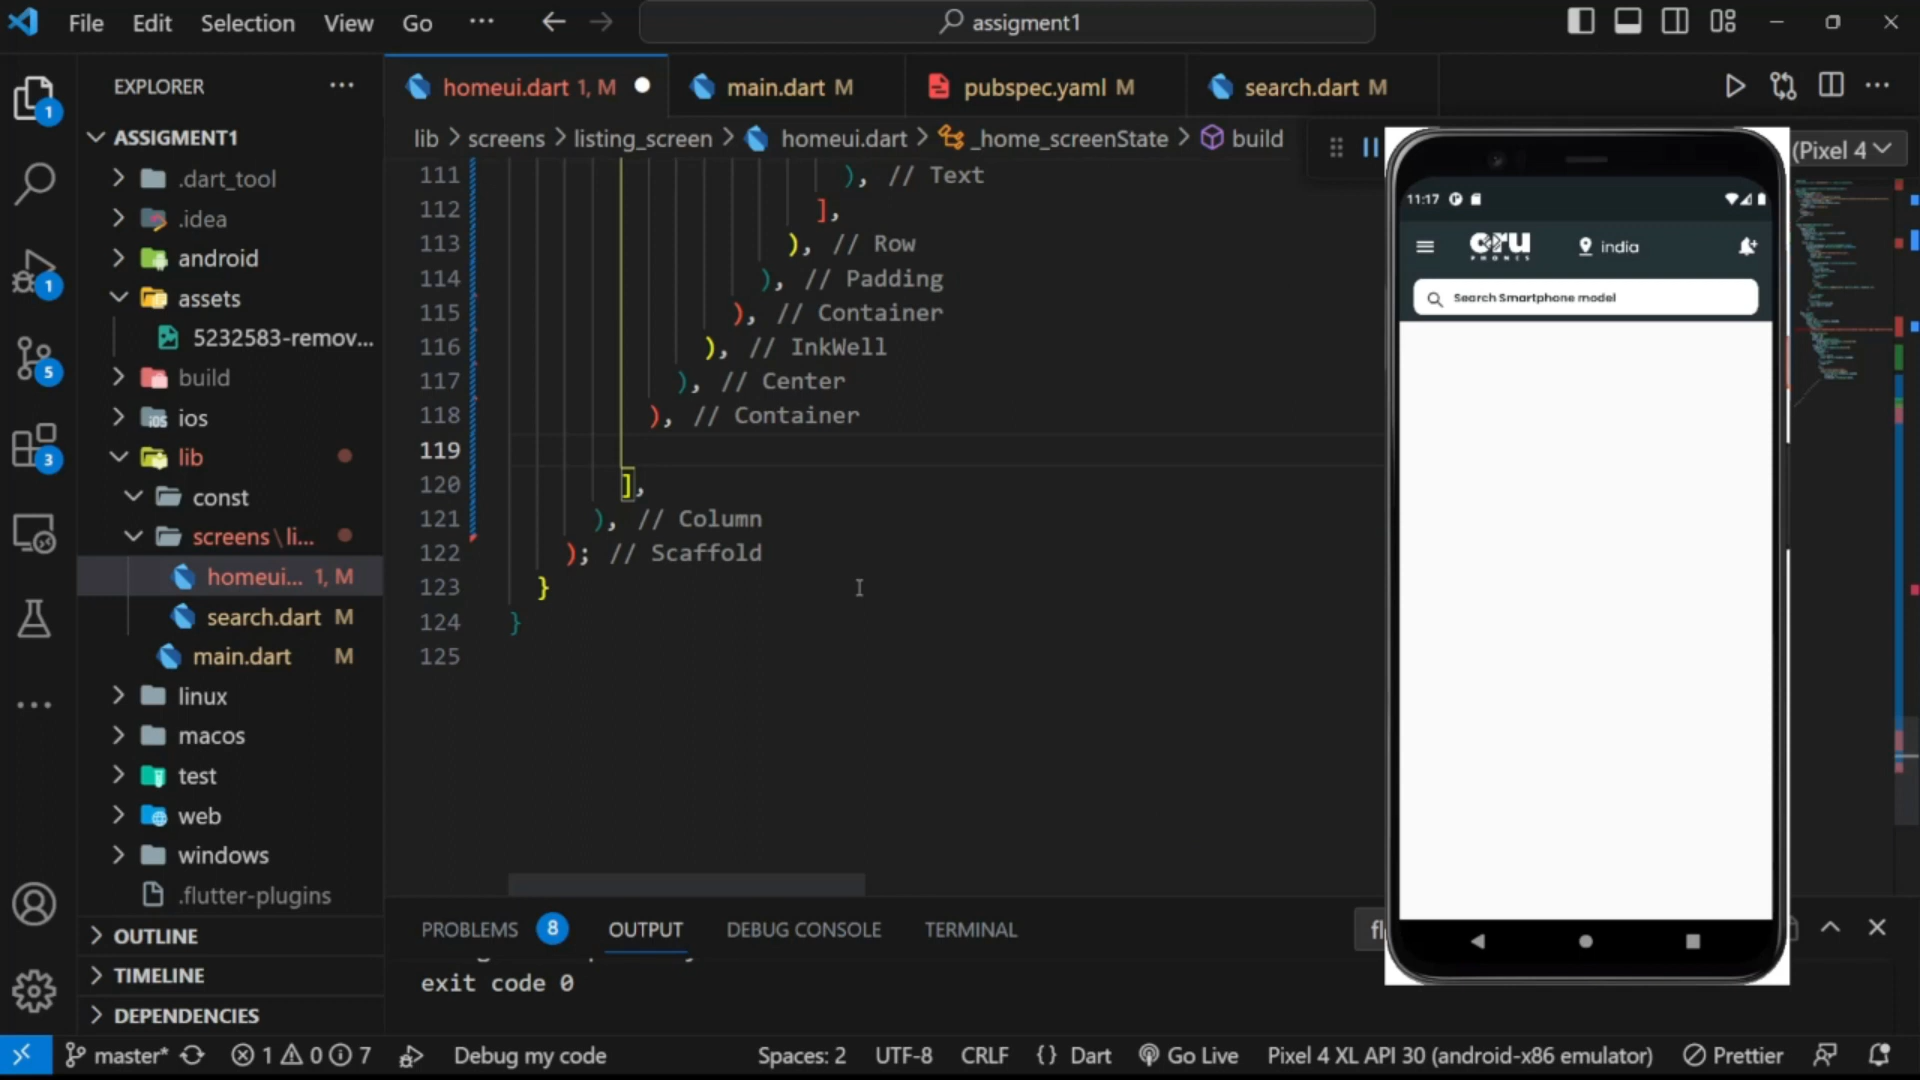 File Edit Selection View Go ··· assigment1
EXPLORER ···
ASSIGMENT1
.dart_tool
.idea
android
assets
5232583-remov...
build
ios
lib
const
screens\li...
homeui... 1, M
search.dart M
main.dart M
linux
macos
test
web
windows
.flutter-plugins
OUTLINE
TIMELINE
DEPENDENCIES
homeui.dart 1, M main.dart M pubspec.yaml M search.dart M
lib > screens > listing_screen > homeui.dart > _home_screenState > build
(Pixel 4
111 ), // Text
112 ],
113 ), // Row
114 ), // Padding
115 ), // Container
116 ), // InkWell
117 ), // Center
118 ), // Container
119
120 ],
121 ), // Column
122 ); // Scaffold
123 }
124 }
125
11:17
coru
PHONES
india
Search Smartphone model
PROBLEMS 8 OUTPUT DEBUG CONSOLE TERMINAL
exit code 0
1
1
5
3
master* 1 0 7 Debug my code Spaces: 2 UTF-8 CRLF {} Dart Go Live Pixel 4 XL API 30 (android-x86 emulator) Prettier